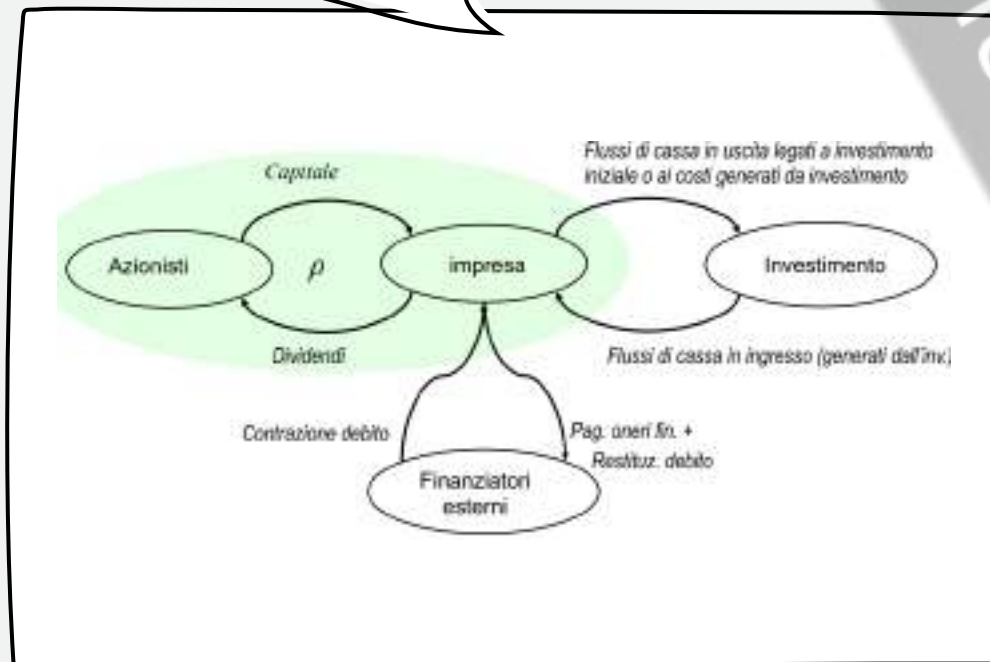 Flussi di cassa in uscita legati a investimento
iniziale o ai costi generati da investimento
Capitale
Azionisti
ρ
impresa
Investimento
Dividendi
Flussi di cassa in ingresso (generati dall'inv.)
Contrazione debito
Pag. oneri fin. +
Restituz. debito
Finanziatori
esterni